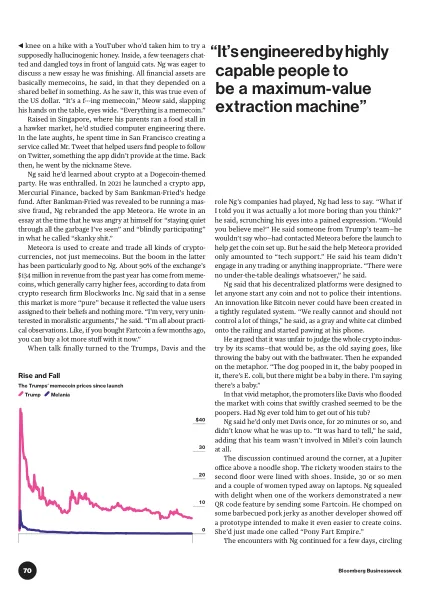 ◀ knee on a hike with a YouTuber who'd taken him to try a
supposedly hallucinogenic honey. Inside, a few teenagers chat-
ted and dangled toys in front of languid cats. Ng was eager to
discuss a new essay he was finishing. All financial assets are
basically memecoins, he said, in that they depended on a
shared belief in something. As he saw it, this was true even of
the US dollar. “It's a f---ing memecoin,” Meow said, slapping
his hands on the table, eyes wide. “Everything is a memecoin.”
Raised in Singapore, where his parents ran a food stall in
a hawker market, he'd studied computer engineering there.
In the late aughts, he spent time in San Francisco creating a
service called Mr. Tweet that helped users find people to follow
on Twitter, something the app didn't provide at the time. Back
then, he went by the nickname Steve.
Ng said he'd learned about crypto at a Dogecoin-themed
party. He was enthralled. In 2021 he launched a crypto app,
Mercurial Finance, backed by Sam Bankman-Fried's hedge
fund. After Bankman-Fried was revealed to be running a mas-
sive fraud, Ng rebranded the app Meteora. He wrote in an
essay at the time that he was angry at himself for “staying quiet
through all the garbage I've seen” and “blindly participating”
in what he called “skanky shit.”
Meteora is used to create and trade all kinds of crypto-
currencies, not just memecoins. But the boom in the latter
has been particularly good to Ng. About 90% of the exchange's
$134 million in revenue from the past year has come from meme-
coins, which generally carry higher fees, according to data from
crypto research firm Blockworks Inc. Ng said that in a sense
this market is more “pure” because it reflected the value users
assigned to their beliefs and nothing more. “I'm very, very un-
interested in moralistic arguments,” he said. “I'm all about practi-
cal observations. Like, if you bought Fartcoin a few months ago,
you can buy a lot more stuff with it now.”
When talk finally turned to the Trumps, Davis and the
Rise and Fall
The Trumps' memecoin prices since launch
Trump Melania
$40
30
20
10
0
“It's engineered by highly
capable people to
be a maximum-value
extraction machine”
role Ng's companies had played, Ng had less to say. “What if
I told you it was actually a lot more boring than you think?”
he said, scrunching his eyes into a pained expression. “Would
you believe me?” He said someone from Trump's team—he
wouldn't say who—had contacted Meteora before the launch to
help get the coin set up. But he said the help Meteora provided
only amounted to “tech support.” He said his team didn't
engage in any trading or anything inappropriate. “There were
no under-the-table dealings whatsoever,” he said.
Ng said that his decentralized platforms were designed to
let anyone start any coin and not to police their intentions.
An innovation like Bitcoin never could have been created in
a tightly regulated system. “We really cannot and should not
control a lot of things,” he said, as a gray and white cat climbed
onto the railing and started pawing at his phone.
He argued that it was unfair to judge the whole crypto indus-
try by its scams—that would be, as the old saying goes, like
throwing the baby out with the bathwater. Then he expanded
on the metaphor. “The dog pooped in it, the baby pooped in
it, there's E. coli, but there might be a baby in there. I'm saying
there's a baby.”
In that vivid metaphor, the promoters like Davis who flooded
the market with coins that swiftly crashed seemed to be the
poopers. Had Ng ever told him to get out of his tub?
Ng said he'd only met Davis once, for 20 minutes or so, and
didn't know what he was up to. “It was hard to tell,” he said,
adding that his team wasn't involved in Milei's coin launch
at all.
The discussion continued around the corner, at a Jupiter
office above a noodle shop. The rickety wooden stairs to the
second floor were lined with shoes. Inside, 30 or so men
and a couple of women typed away on laptops. Ng squealed
with delight when one of the workers demonstrated a new
QR code feature by sending some Fartcoin. He chomped on
some barbecued pork jerky as another developer showed off
a prototype intended to make it even easier to create coins.
She'd just made one called “Pony Fart Empire.”
The encounters with Ng continued for a few days, circling
70
Bloomberg Businessweek